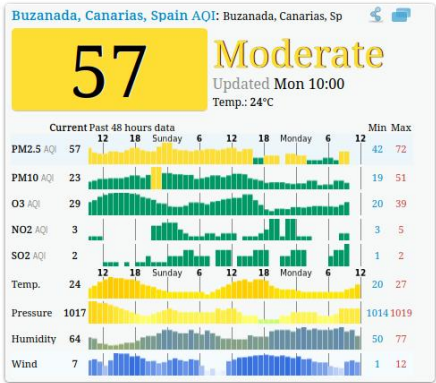 Buzanada, Canarias, Spain AQI: Buzanada, Canarias, Sp
57
Moderate
Updated Mon 10:00
Temp.: 24°C
Current Past 48 hours data Min Max
12 18 Sunday 6 12 18 Monday 6 12
PM2.5 AQI 57 42 72
PM10 AQI 23 19 51
O3 AQI 29 20 39
NO2 AQI 3 3 5
SO2 AQI 2 1 2
12 18 Sunday 6 12 18 Monday 6 12
Temp. 24 20 27
Pressure 1017 1014 1019
Humidity 64 50 77
Wind 7 1 12